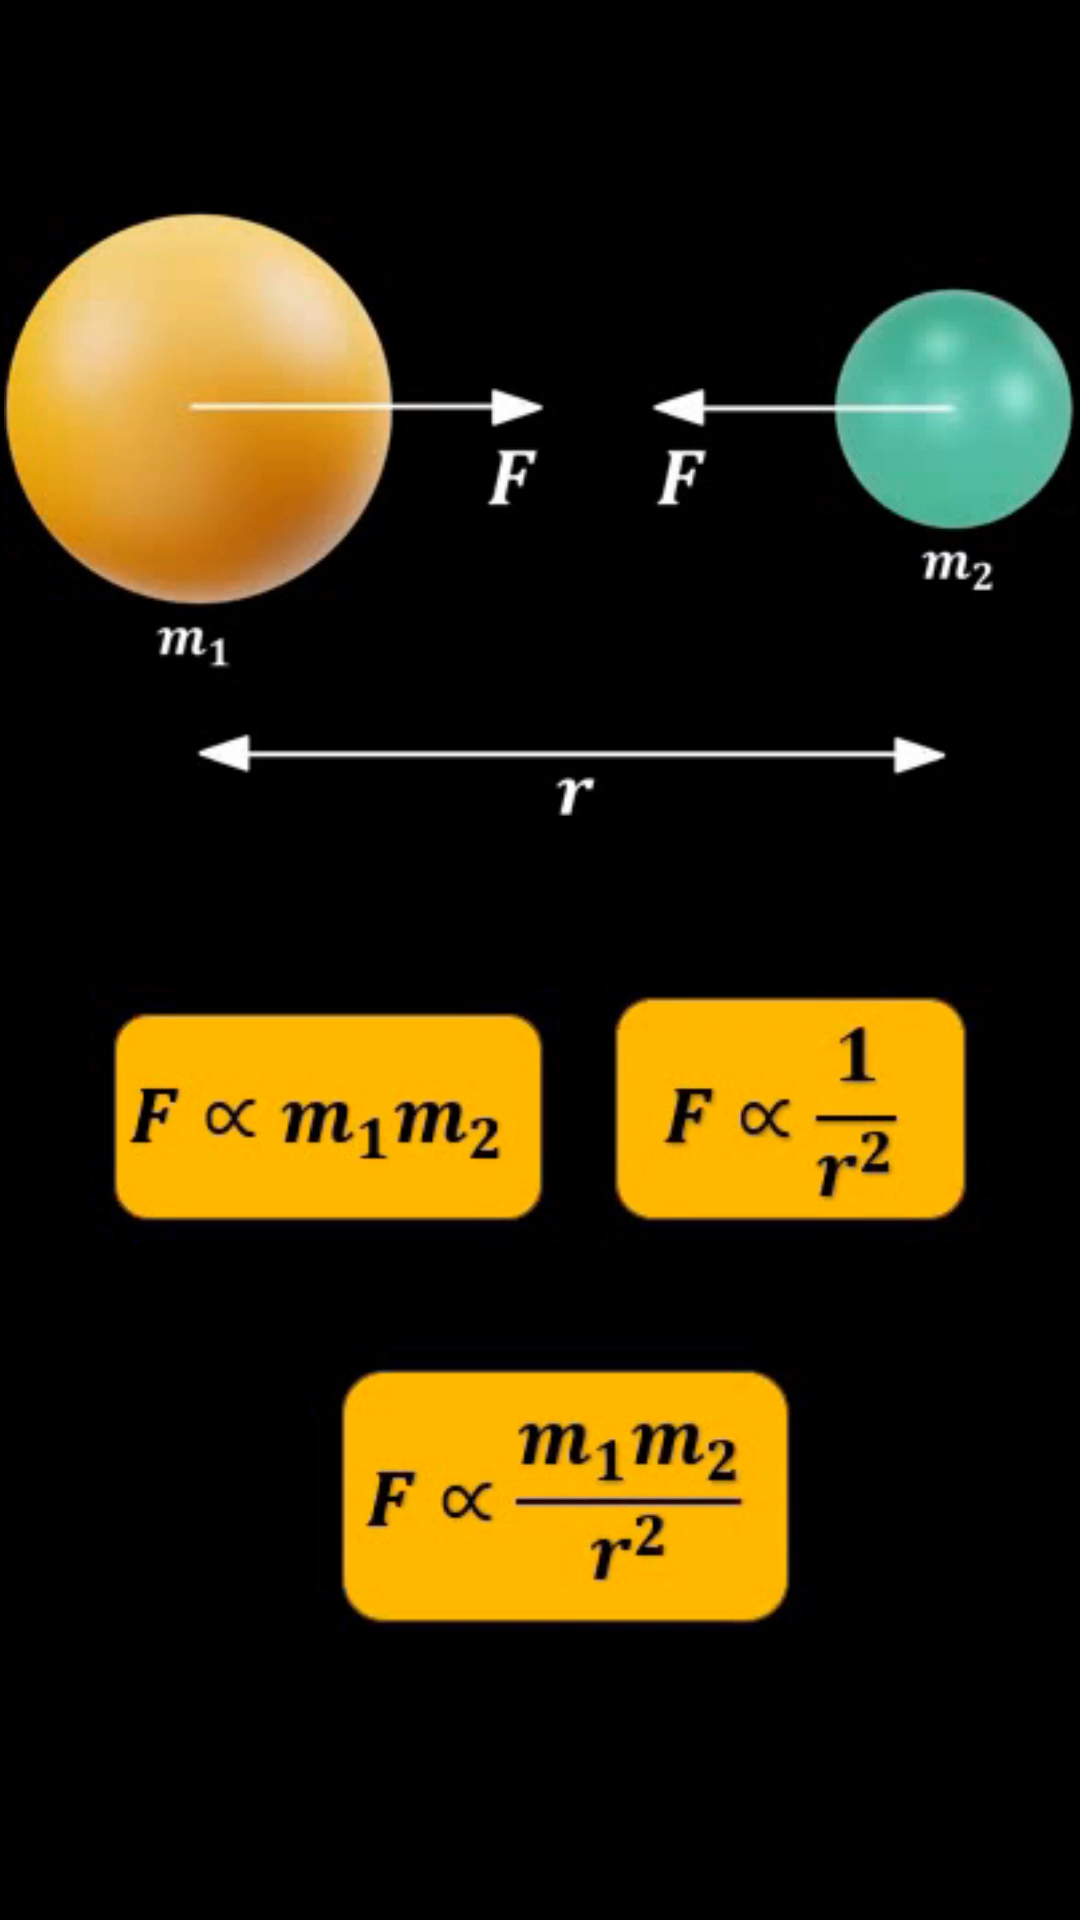 F F
m₂
m₁
r
F ∝ m₁m₂
F ∝ 1/r²
F ∝ m₁m₂/r²